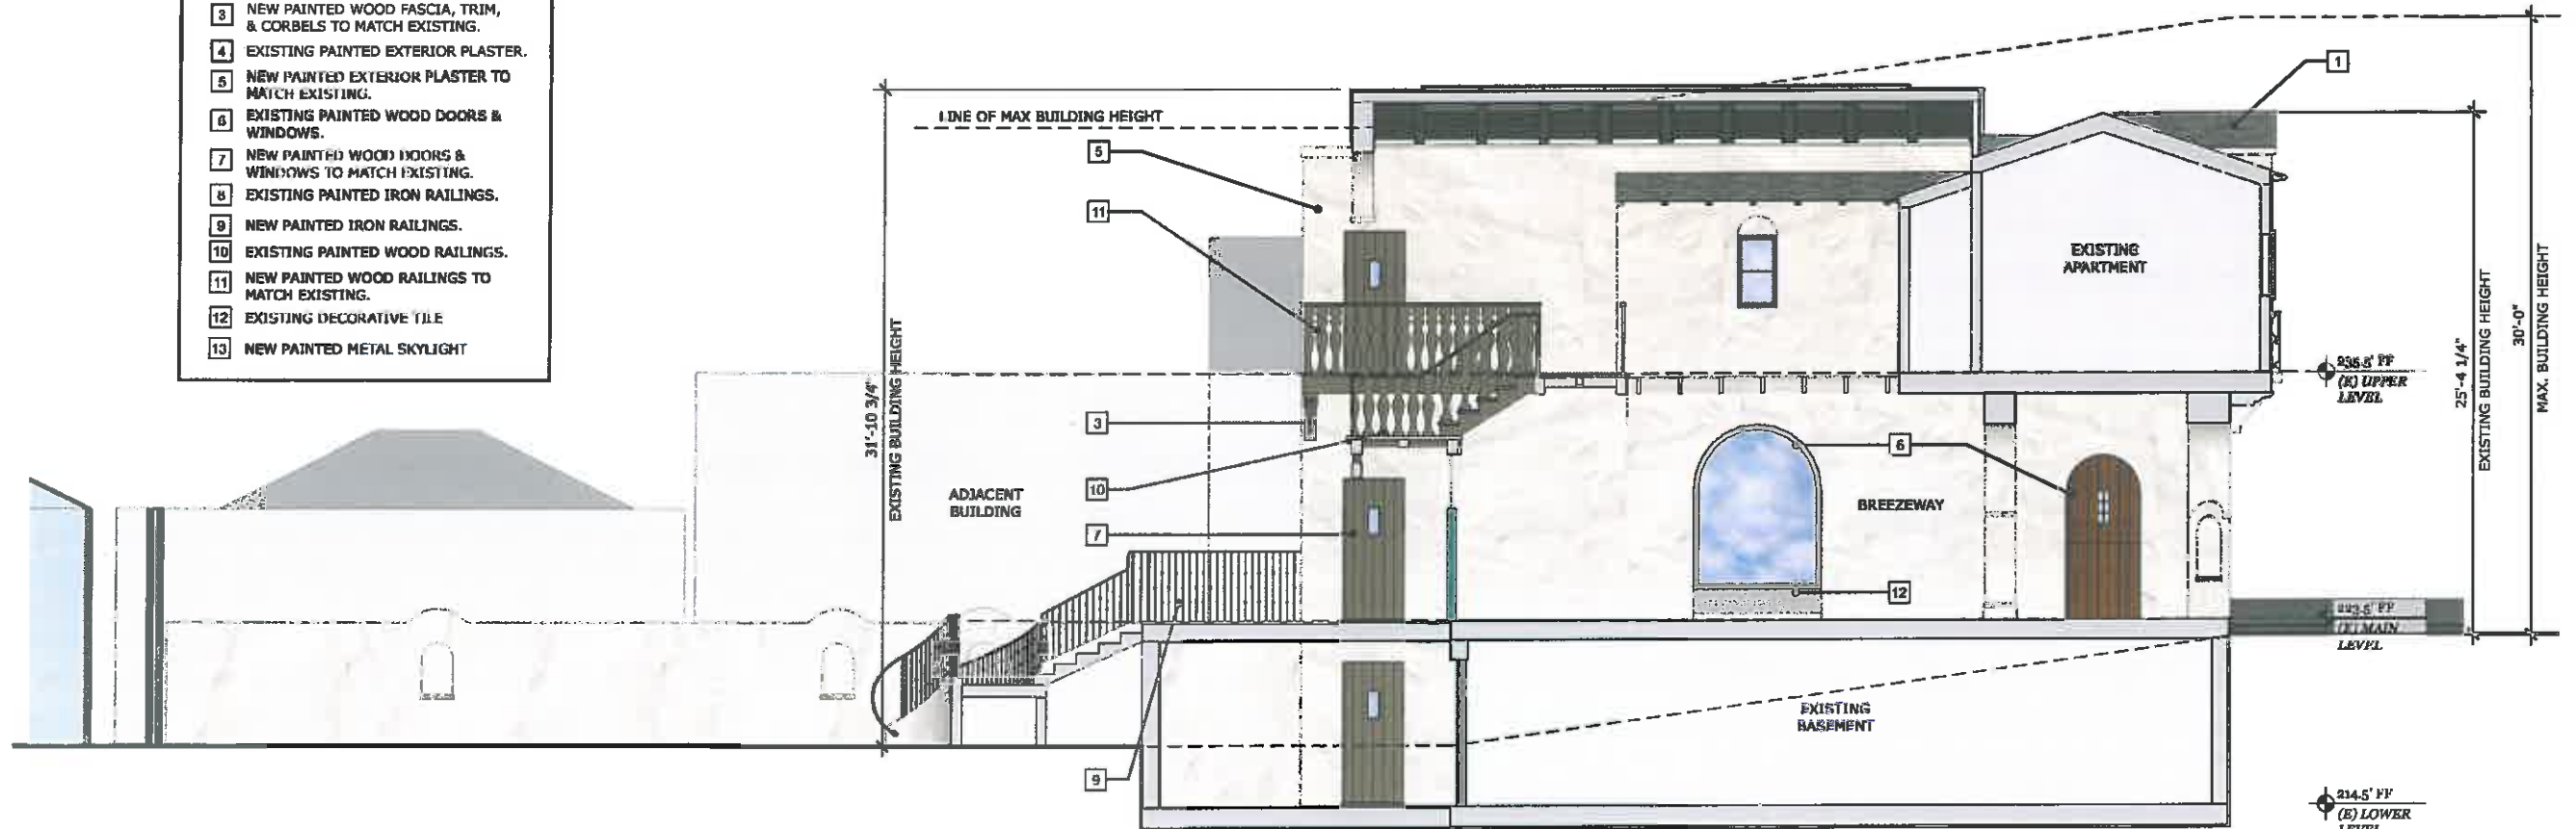 3 NEW PAINTED WOOD FASCIA, TRIM,
& CORBELS TO MATCH EXISTING.
4 EXISTING PAINTED EXTERIOR PLASTER.
5 NEW PAINTED EXTERIOR PLASTER TO
MATCH EXISTING.
6 EXISTING PAINTED WOOD DOORS &
WINDOWS.
7 NEW PAINTED WOOD DOORS &
WINDOWS TO MATCH EXISTING.
8 EXISTING PAINTED IRON RAILINGS.
9 NEW PAINTED IRON RAILINGS.
10 EXISTING PAINTED WOOD RAILINGS.
11 NEW PAINTED WOOD RAILINGS TO
MATCH EXISTING.
12 EXISTING DECORATIVE TILE
13 NEW PAINTED METAL SKYLIGHT
31'-10 3/4"
EXISTING BUILDING HEIGHT
LINE OF MAX BUILDING HEIGHT
5
11
3
10
7
9
ADJACENT
BUILDING
1
EXISTING
APARTMENT
6
BREEZEWAY
12
EXISTING
BASEMENT
25'-4 1/4"
EXISTING BUILDING HEIGHT
30'-0"
MAX. BUILDING HEIGHT
235.5' FF
(E) UPPER
LEVEL
223.5' FF
(E) MAIN
LEVEL
214.5' FF
(E) LOWER
LEVEL